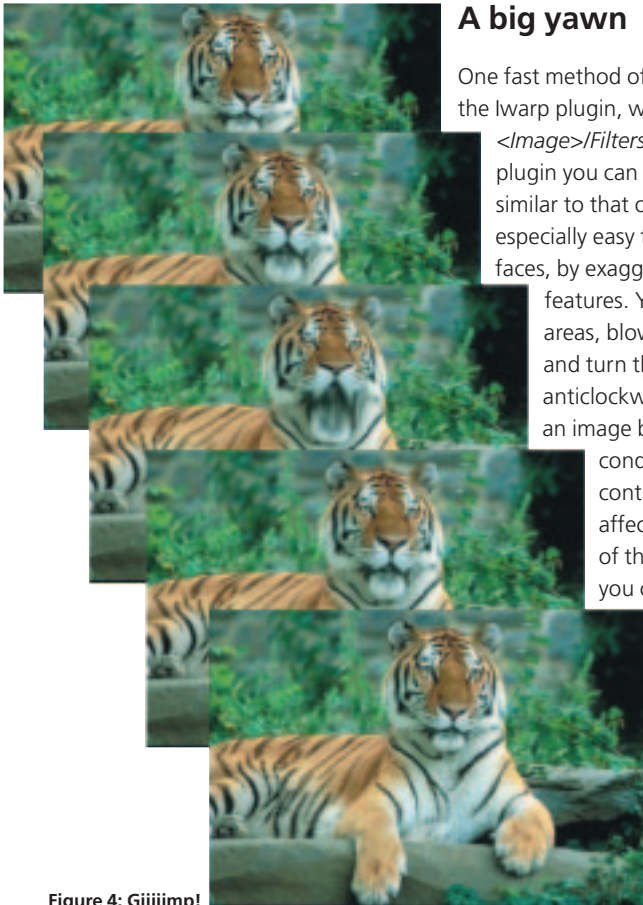 A big yawn
One fast method of
the Iwarp plugin, w
<Image>/Filters
plugin you can
similar to that o
especially easy t
faces, by exagg
features. Y
areas, blow
and turn th
anticlockw
an image b
cond
cont
affec
of th
you c
Figure 4: Giiiiimp!